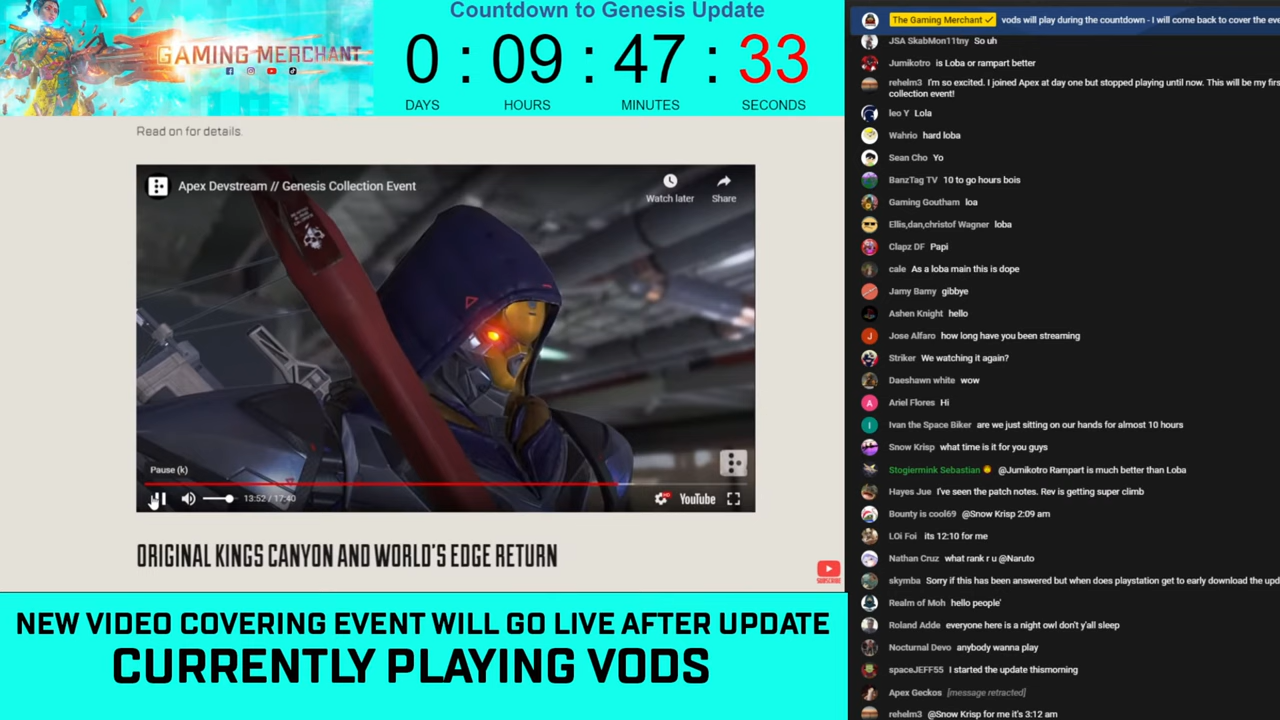 GAMING MERCHANT
Countdown to Genesis Update
0 : 09 : 47 : 33
DAYS HOURS MINUTES SECONDS
Read on for details.
Apex Devstream // Genesis Collection Event
Watch later
Share
Pause (k)
13:52 / 17:40
YouTube
ORIGINAL KINGS CANYON AND WORLD'S EDGE RETURN
SUBSCRIBE
NEW VIDEO COVERING EVENT WILL GO LIVE AFTER UPDATE
CURRENTLY PLAYING VODS
The Gaming Merchant vods will play during the countdown - I will come back to cover the eve
JSA SkabMon11tny So uh
Jumikotro is Loba or rampart better
rehelm3 I'm so excited. I joined Apex at day one but stopped playing until now. This will be my firs
collection event!
leo Y Lola
Wahrio hard loba
Sean Cho Yo
BanzTag TV 10 to go hours bois
Gaming Goutham loa
Ellis,dan,christof Wagner loba
Clapz DF Papi
cale As a loba main this is dope
Jamy Bamy gibbye
Ashen Knight hello
J Jose Alfaro how long have you been streaming
Striker We watching it again?
Daeshawn white wow
A Ariel Flores Hi
I Ivan the Space Biker are we just sitting on our hands for almost 10 hours
Snow Krisp what time is it for you guys
Stogiermink Sebastian @Jumikotro Rampart is much better than Loba
Hayes Jue I've seen the patch notes. Rev is getting super climb
Bounty is cool69 @Snow Krisp 2:09 am
LOi Foi its 12:10 for me
Nathan Cruz what rank r u @Naruto
skymba Sorry if this has been answered but when does playstation get to early download the upd
Realm of Moh hello people'
Roland Adde everyone here is a night owl don't y'all sleep
Nocturnal Devo anybody wanna play
spaceJEFF55 I started the update thismorning
Apex Geckos [message retracted]
rehelm3 @Snow Krisp for me it's 3:12 am